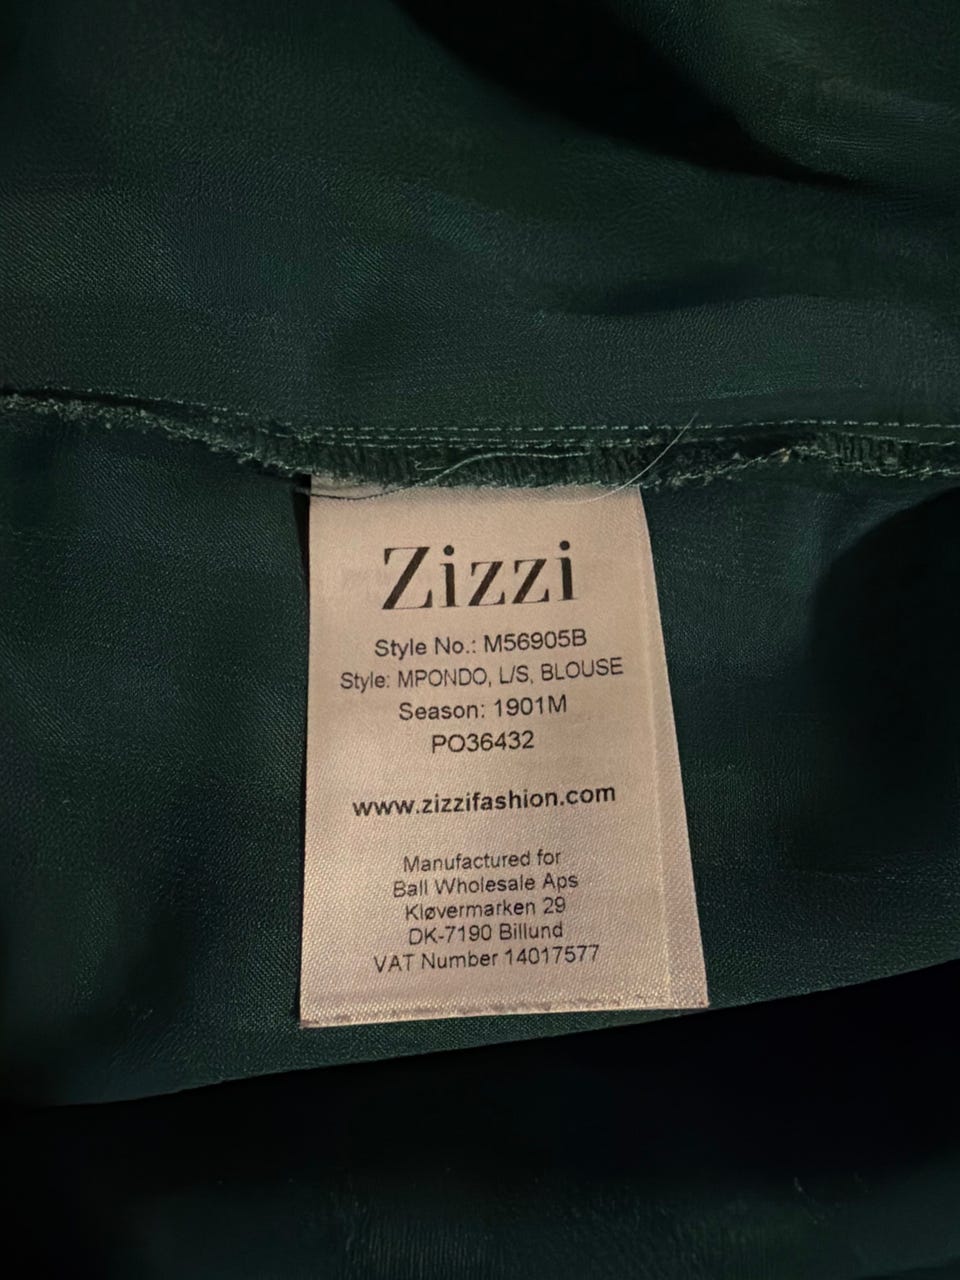 Zizzi
Style No.: M56905B
Style: MPONDO, L/S, BLOUSE
Season: 1901M
PO36432
www.zizzifashion.com
Manufactured for
Ball Wholesale Aps
Kløvermarken 29
DK-7190 Billund
VAT Number 14017577